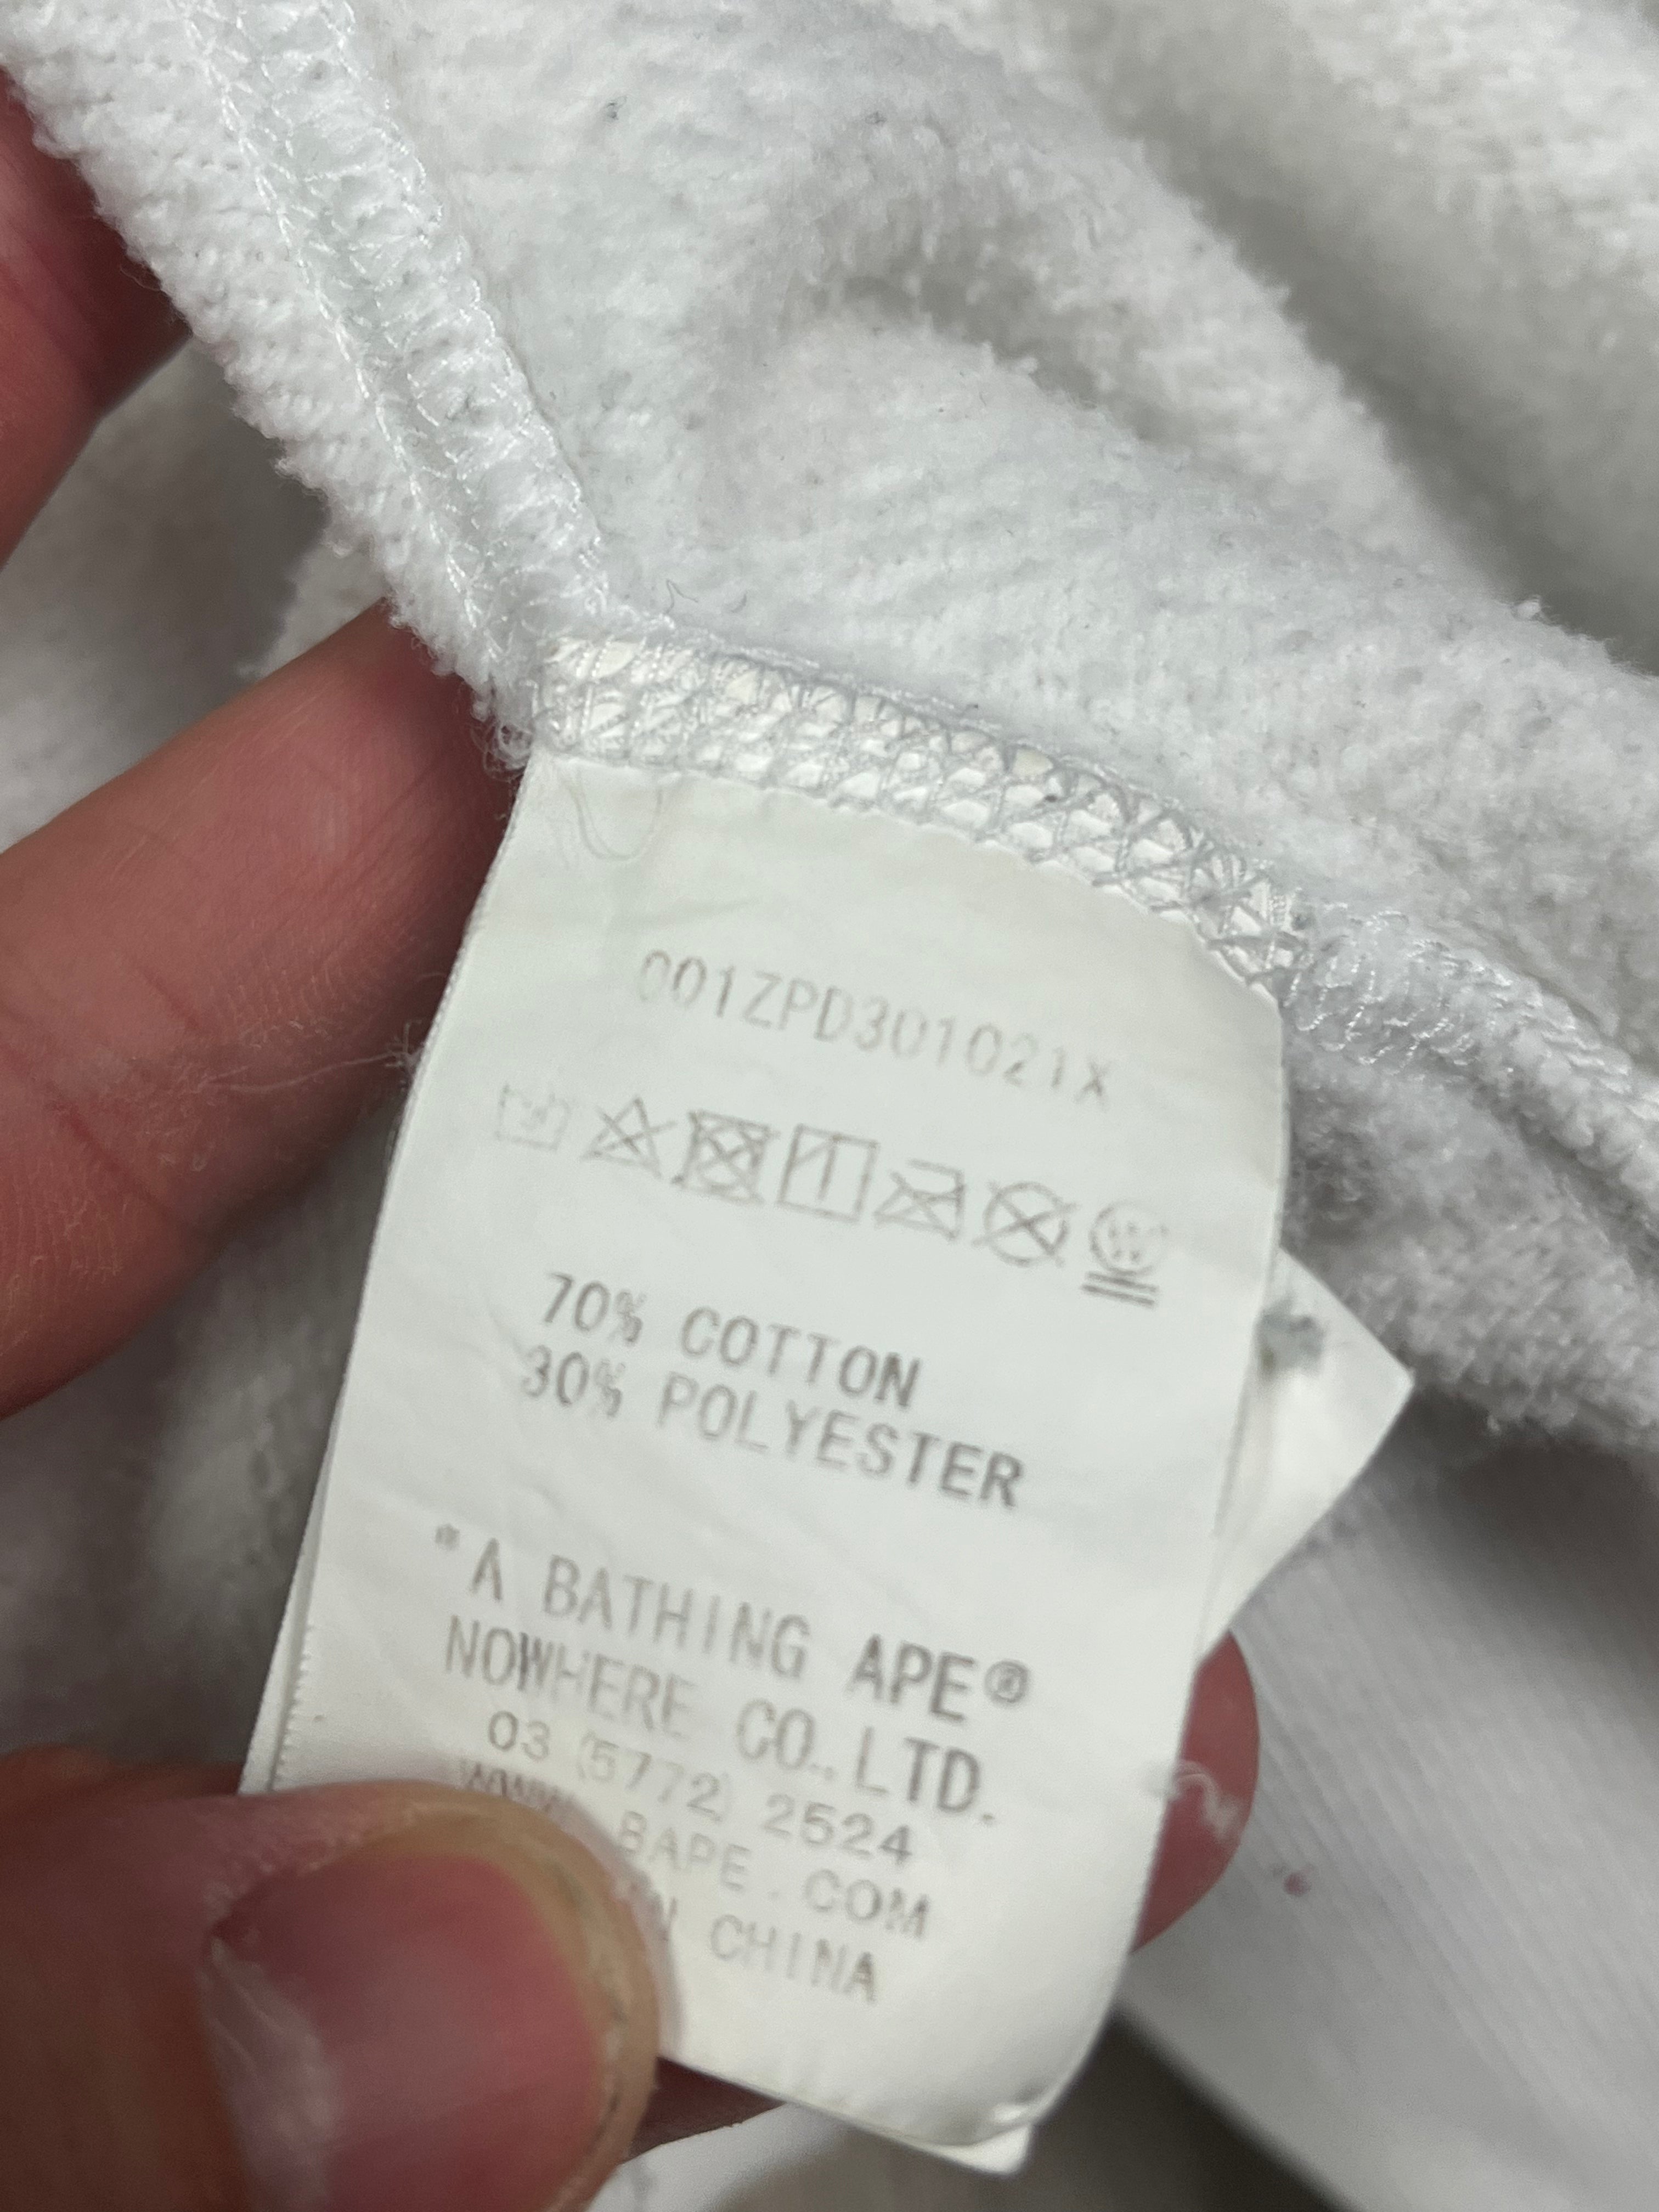 001ZPD301021X
70% COTTON
30% POLYESTER
"A BATHING APE®
NOWHERE CO.,LTD.
03 (5772) 2524
BAPE.COM
CHINA